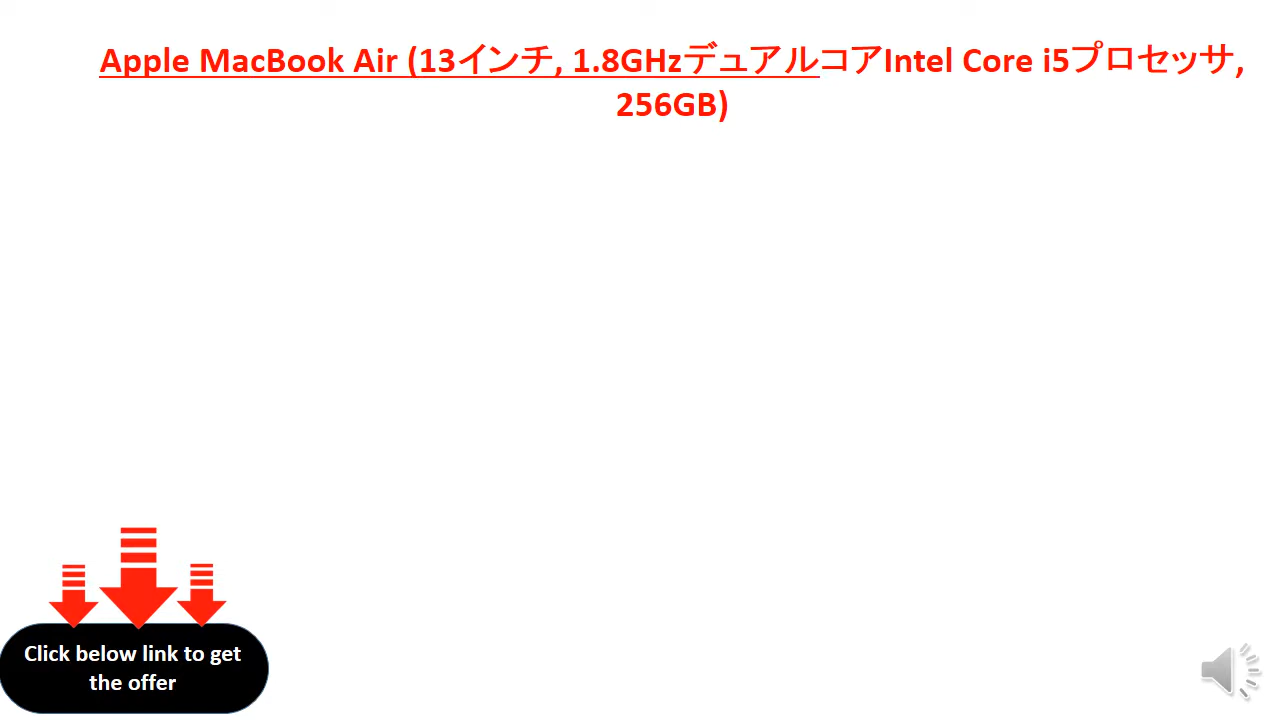 Apple MacBook Air (13インチ, 1.8GHzデュアルコアIntel Core i5プロセッサ,
256GB)
Click below link to get
the offer